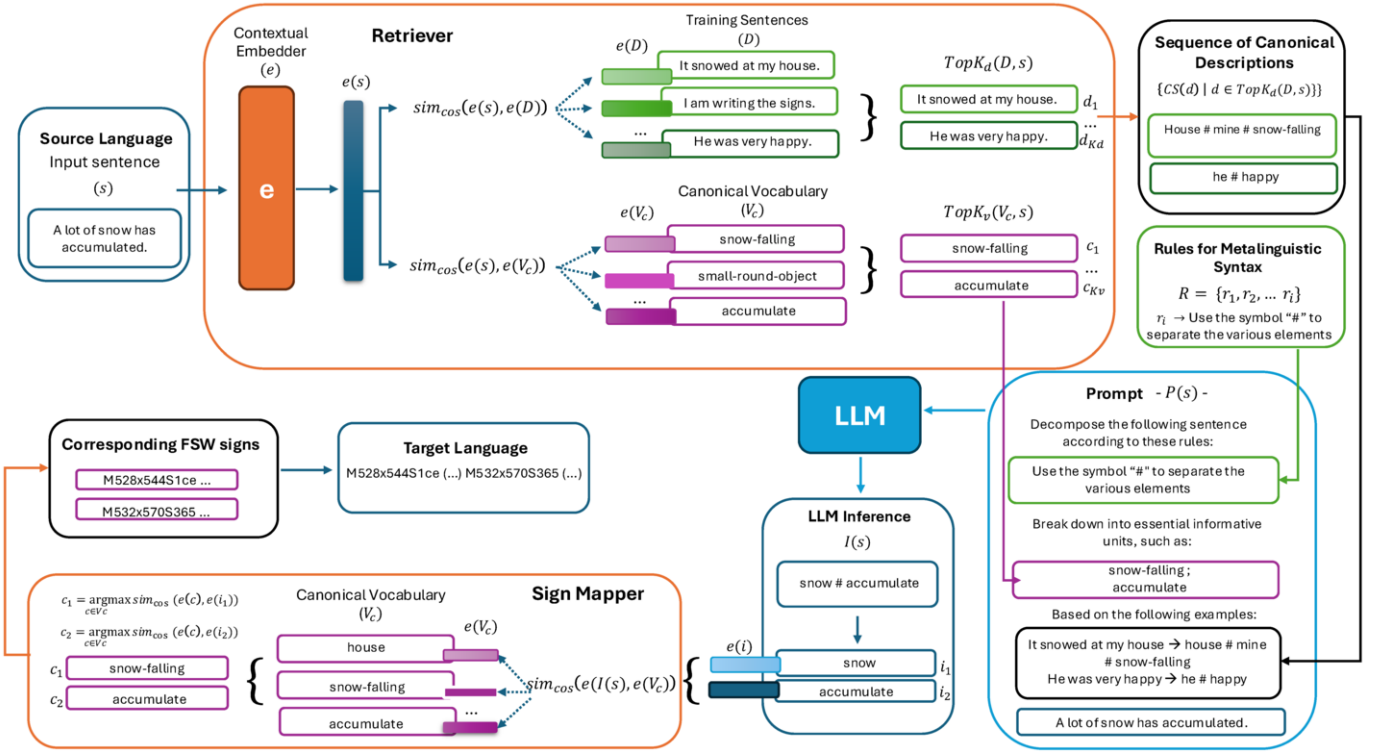 Source Language
Input sentence
(s)
A lot of snow has
accumulated.
Contextual
Embedder
(e)
e
Retriever
e(s)
sim_cos(e(s), e(D))
sim_cos(e(s), e(V_c))
Training Sentences
(D)
e(D)
It snowed at my house.
I am writing the signs.
...
He was very happy.
}
TopK_d(D, s)
It snowed at my house.
d_1
...
He was very happy.
d_Kd
Canonical Vocabulary
(V_c)
e(V_c)
snow-falling
small-round-object
...
accumulate
}
TopK_v(V_c, s)
snow-falling
c_1
...
accumulate
c_Kv
Sequence of Canonical
Descriptions
{CS(d) | d ∈ TopK_d(D, s)}}
House # mine # snow-falling
he # happy
Rules for Metalinguistic
Syntax
R = {r_1, r_2, ... r_i}
r_i → Use the symbol “#” to
separate the various elements
Prompt - P(s) -
Decompose the following sentence
according to these rules:
Use the symbol “#” to separate the
various elements
Break down into essential informative
units, such as:
snow-falling ;
accumulate
Based on the following examples:
It snowed at my house → house # mine
# snow-falling
He was very happy → he # happy
A lot of snow has accumulated.
LLM
LLM Inference
I(s)
snow # accumulate
e(i)
snow
i_1
accumulate
i_2
Sign Mapper
{
sim_cos(e(I(s), e(V_c))
Canonical Vocabulary
(V_c)
e(V_c)
house
snow-falling
...
accumulate
{
c_1 = argmax sim_cos (e(c), e(i_1))
c∈Vc
c_2 = argmax sim_cos (e(c), e(i_2))
c∈Vc
c_1
snow-falling
c_2
accumulate
Corresponding FSW signs
M528x544S1ce ...
M532x570S365 ...
Target Language
M528x544S1ce (...) M532x570S365 (...)